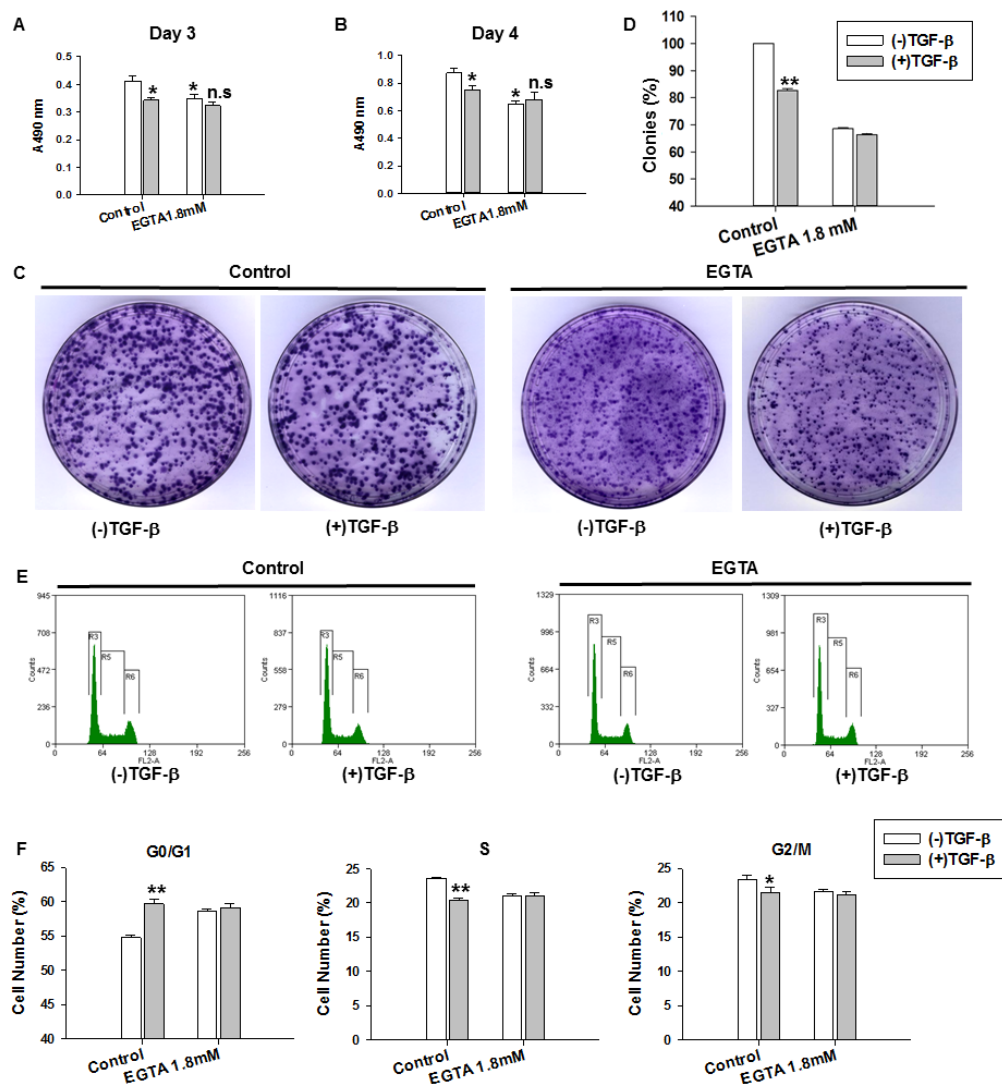 A
Day 3
A490 nm
0.5
0.4
0.3
0.2
0.1
0.0
*
*
n.s
Control
EGTA1.8mM
B
Day 4
A490 nm
1.0
0.8
0.6
0.4
0.2
0.0
*
*
n.s
Control
EGTA1.8mM
D
Clonies (%)
100
90
80
70
60
50
40
**
Control
EGTA 1.8 mM
(-)TGF-β
(+)TGF-β
C
Control
EGTA
(-)TGF-β
(+)TGF-β
(-)TGF-β
(+)TGF-β
E
Control
EGTA
945
708
472
236
0
Counts
R3
R5
R6
0 64 128 192 256
FL2-A
(-)TGF-β
1116
837
558
279
0
Counts
R3
R5
R6
0 64 128 192 256
FL2-A
(+)TGF-β
1329
996
664
332
0
Counts
R3
R5
R6
0 64 128 192 256
FL2-A
(-)TGF-β
1309
981
654
327
0
Counts
R3
R5
R6
0 64 128 192 256
FL2-A
(+)TGF-β
F
G0/G1
Cell Number (%)
65
60
55
50
45
40
**
Control
EGTA 1.8mM
S
Cell Number (%)
25
20
15
10
5
0
**
Control
EGTA 1.8mM
G2/M
Cell Number (%)
25
20
15
10
5
0
*
Control
EGTA 1.8mM
(-)TGF-β
(+)TGF-β